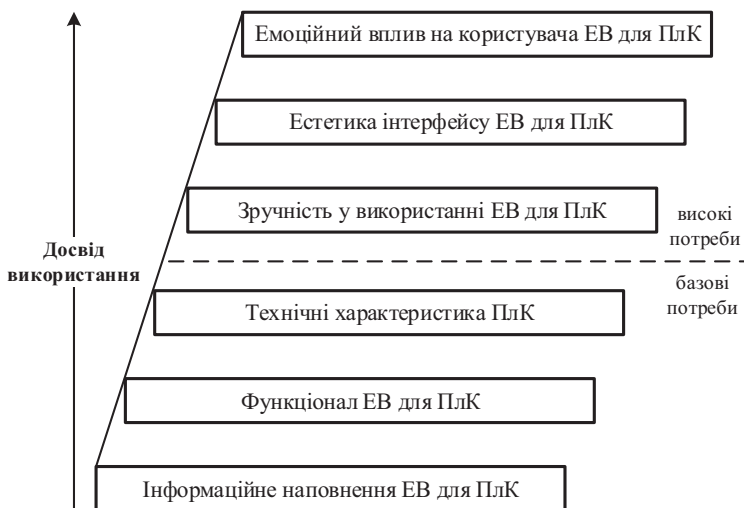 Емоційний вплив на користувача ЕВ для ПлК
Естетика інтерфейсу ЕВ для ПлК
Зручність у використанні ЕВ для ПлК
високі
потреби
Досвід
використання
базові
потреби
Технічні характеристика ПлК
Функціонал ЕВ для ПлК
Інформаційне наповнення ЕВ для ПлК